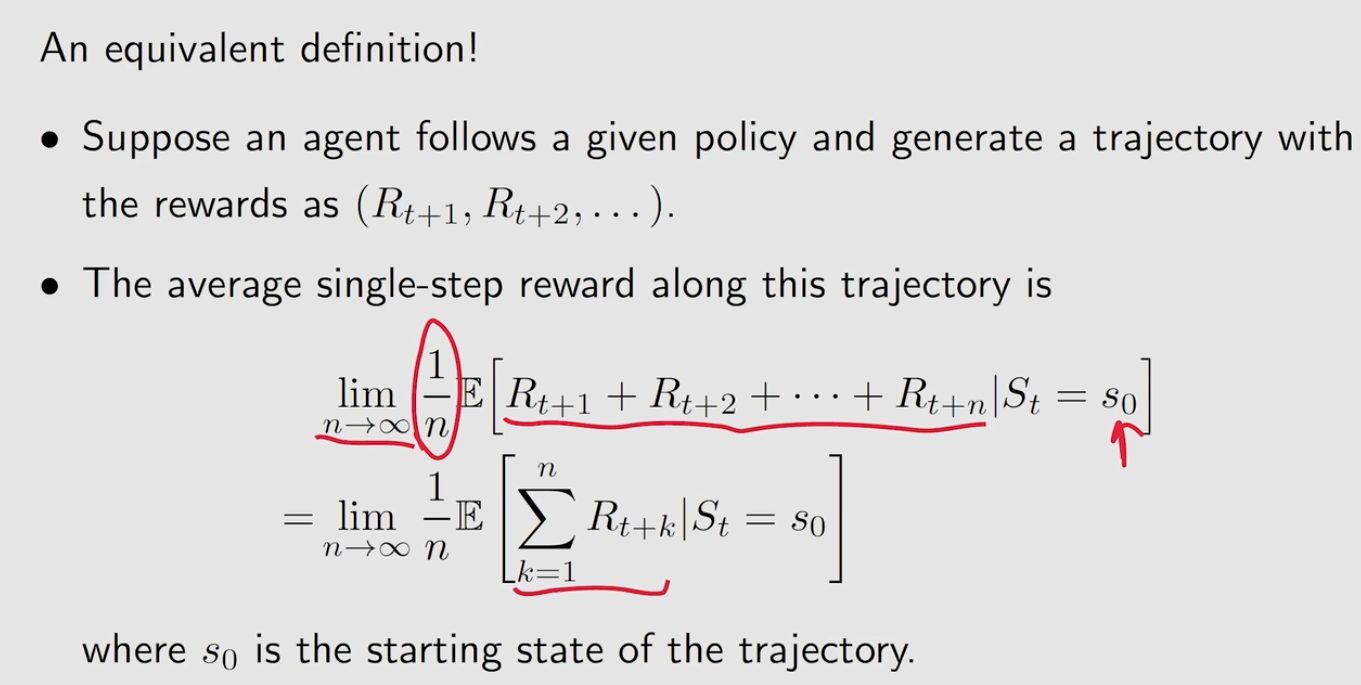 An equivalent definition!
• Suppose an agent follows a given policy and generate a trajectory with
the rewards as $(R_{t+1}, R_{t+2}, \ldots)$.
• The average single-step reward along this trajectory is
$\lim_{n\to\infty} \frac{1}{n} \mathbb{E}\left[R_{t+1} + R_{t+2} + \cdots + R_{t+n} | S_t = s_0\right]$
$= \lim_{n\to\infty} \frac{1}{n} \mathbb{E}\left[\sum_{k=1}^{n} R_{t+k} | S_t = s_0\right]$
where $s_0$ is the starting state of the trajectory.